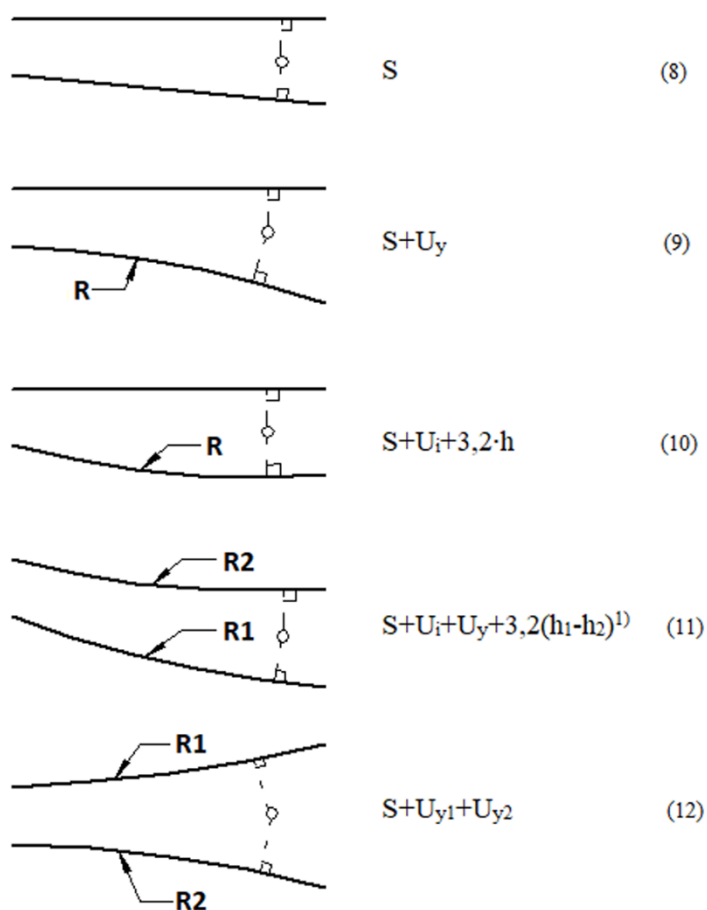 S (8)
S+Uy (9)
R
R
S+Ui+3,2·h (10)
R2
R1
S+Ui+Uy+3,2(h1-h2)1) (11)
R1
S+Uy1+Uy2 (12)
R2